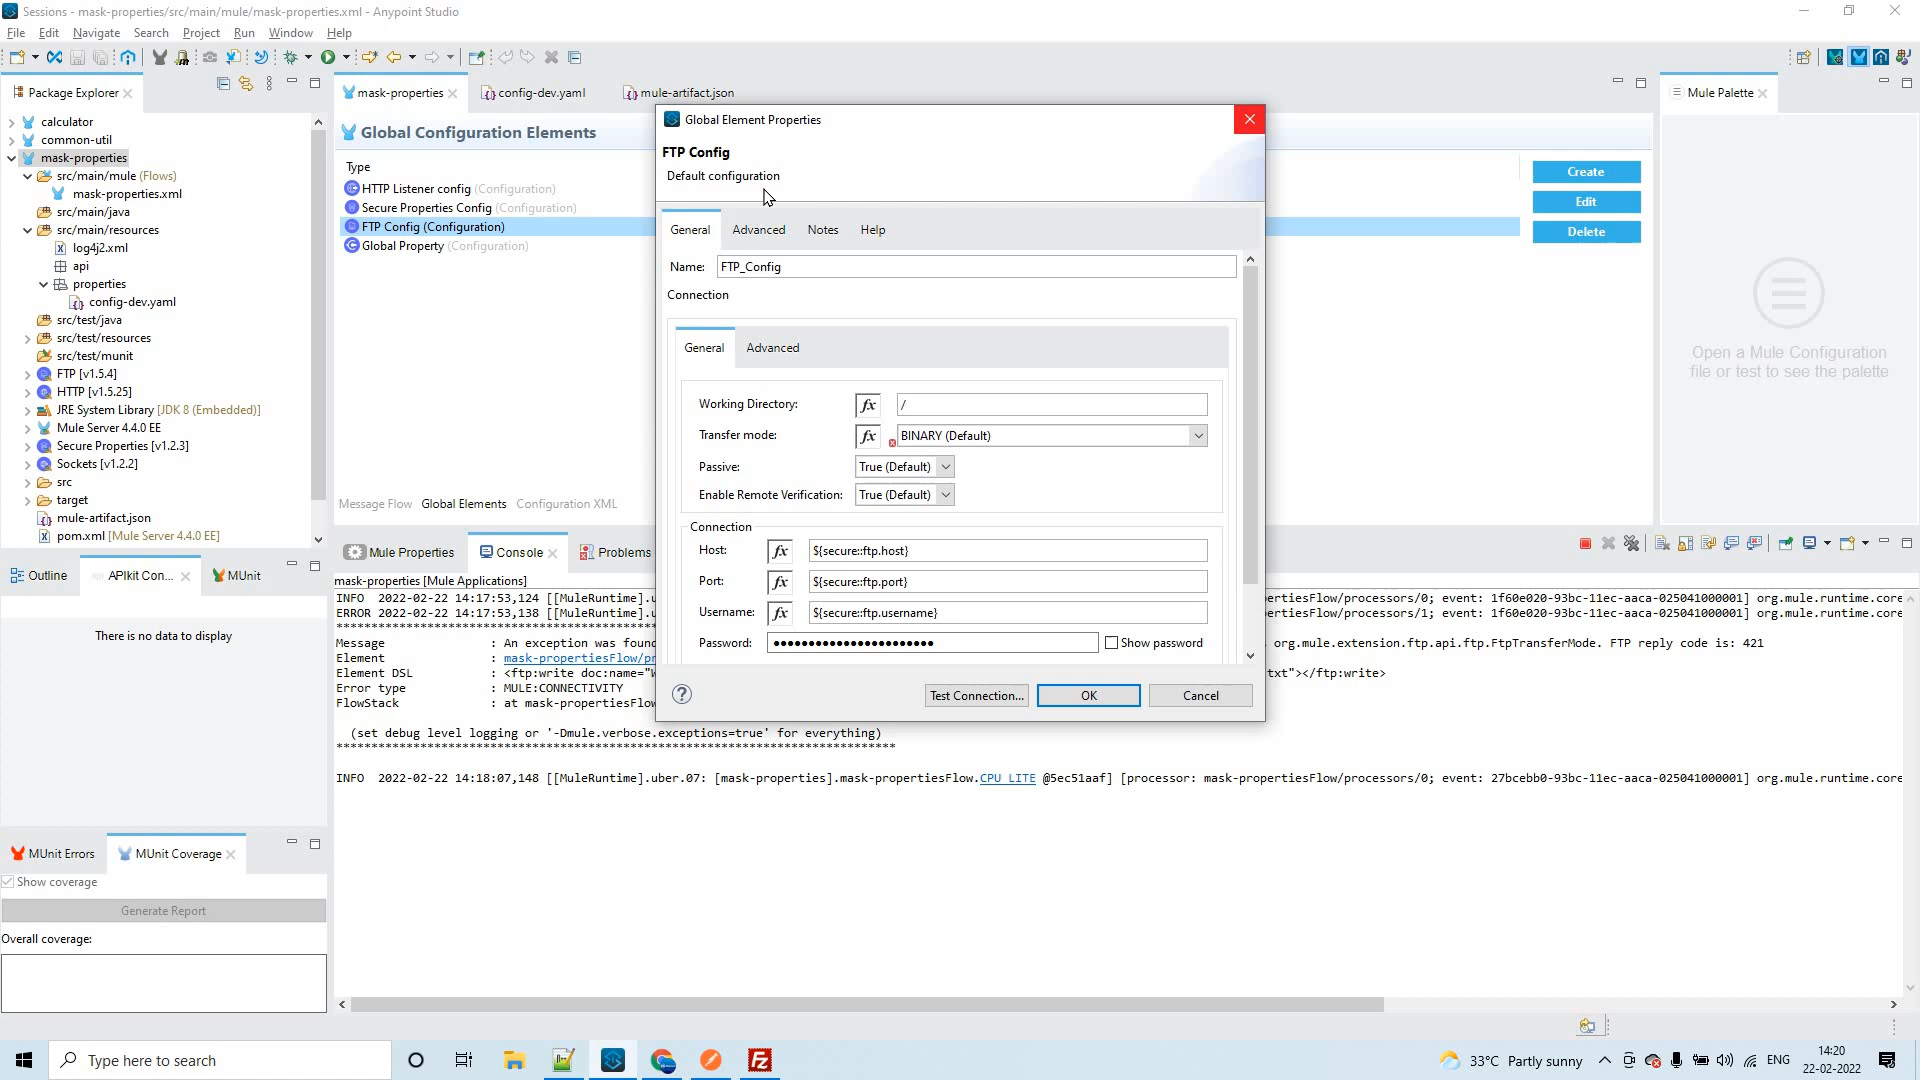 Sessions - mask-properties/src/main/mule/mask-properties.xml - Anypoint Studio
File Edit Navigate Search Project Run Window Help
Package Explorer
mask-properties
config-dev.yaml
mule-artifact.json
Mule Palette
calculator
common-util
mask-properties
src/main/mule (Flows)
mask-properties.xml
src/main/java
src/main/resources
log4j2.xml
api
properties
config-dev.yaml
src/test/java
src/test/resources
src/test/munit
FTP [v1.5.4]
HTTP [v1.5.25]
JRE System Library [JDK 8 (Embedded)]
Mule Server 4.4.0 EE
Secure Properties [v1.2.3]
Sockets [v1.2.2]
src
target
mule-artifact.json
pom.xml [Mule Server 4.4.0 EE]
Global Configuration Elements
Type
HTTP Listener config (Configuration)
Secure Properties Config (Configuration)
FTP Config (Configuration)
Global Property (Configuration)
Create
Edit
Delete
Message Flow Global Elements Configuration XML
Open a Mule Configuration
file or test to see the palette
Global Element Properties
FTP Config
Default configuration
General Advanced Notes Help
Name: FTP_Config
Connection
General Advanced
Working Directory: fx /
Transfer mode: fx BINARY (Default)
Passive: True (Default)
Enable Remote Verification: True (Default)
Connection
Host: fx ${secure::ftp.host}
Port: fx ${secure::ftp.port}
Username: fx ${secure::ftp.username}
Password: ●●●●●●●●●●●●●●●●●●●●●●● Show password
? Test Connection... OK Cancel
Outline
APIkit Con...
MUnit
There is no data to display
Mule Properties
Console
Problems
mask-properties [Mule Applications]
INFO 2022-02-22 14:17:53,124 [[MuleRuntime].u
ertiesFlow/processors/0; event: 1f60e020-93bc-11ec-aaca-025041000001] org.mule.runtime.core
ERROR 2022-02-22 14:17:53,138 [[MuleRuntime].u
ertiesFlow/processors/1; event: 1f60e020-93bc-11ec-aaca-025041000001] org.mule.runtime.core
Message : An exception was foun
org.mule.extension.ftp.api.ftp.FtpTransferMode. FTP reply code is: 421
Element : mask-propertiesFlow/pr
Element DSL : <ftp:write doc:name="W
txt"></ftp:write>
Error type : MULE:CONNECTIVITY
FlowStack : at mask-propertiesFlow
(set debug level logging or '-Dmule.verbose.exceptions=true' for everything)
********************************************************************************
INFO 2022-02-22 14:18:07,148 [[MuleRuntime].uber.07: [mask-properties].mask-propertiesFlow.CPU_LITE @5ec51aaf] [processor: mask-propertiesFlow/processors/0; event: 27bcebb0-93bc-11ec-aaca-025041000001] org.mule.runtime.core
MUnit Errors
MUnit Coverage
Show coverage
Generate Report
Overall coverage:
Type here to search
33°C Partly sunny
ENG
14:20
22-02-2022